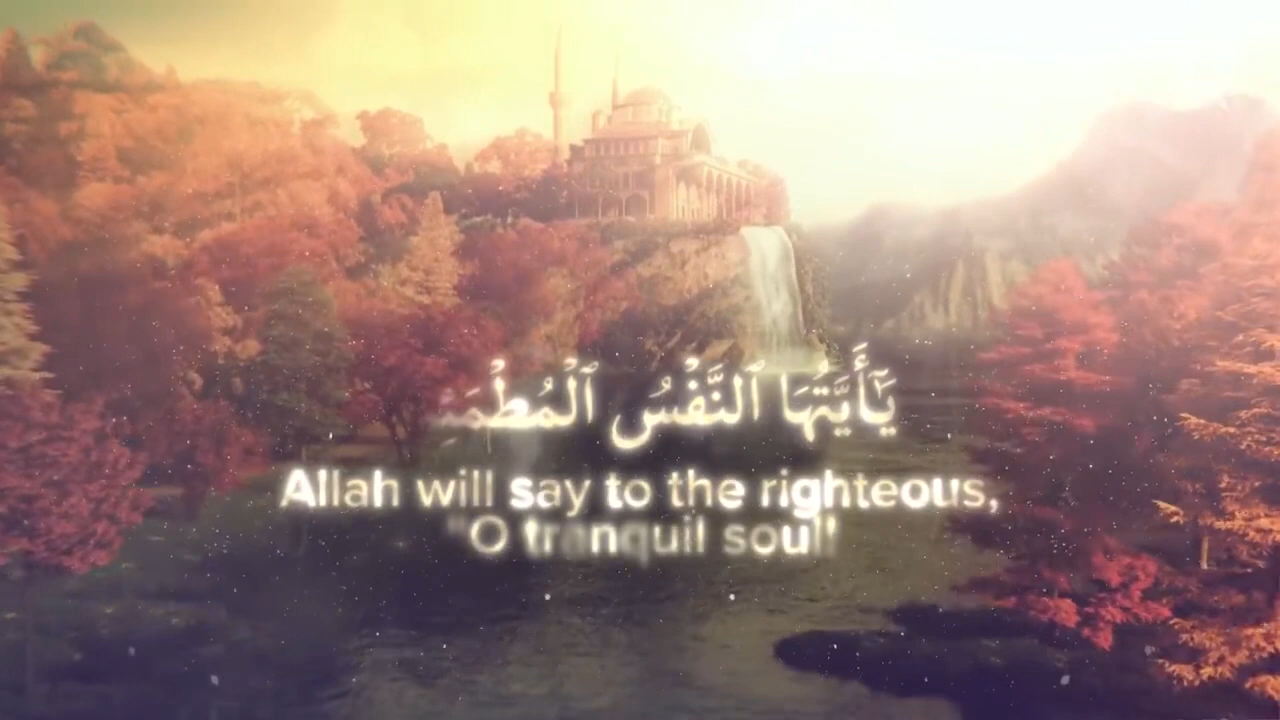 يَـٰٓأَيَّتُهَا ٱلنَّفْسُ
Allah will say to the righteous,
"O tranquil soul!